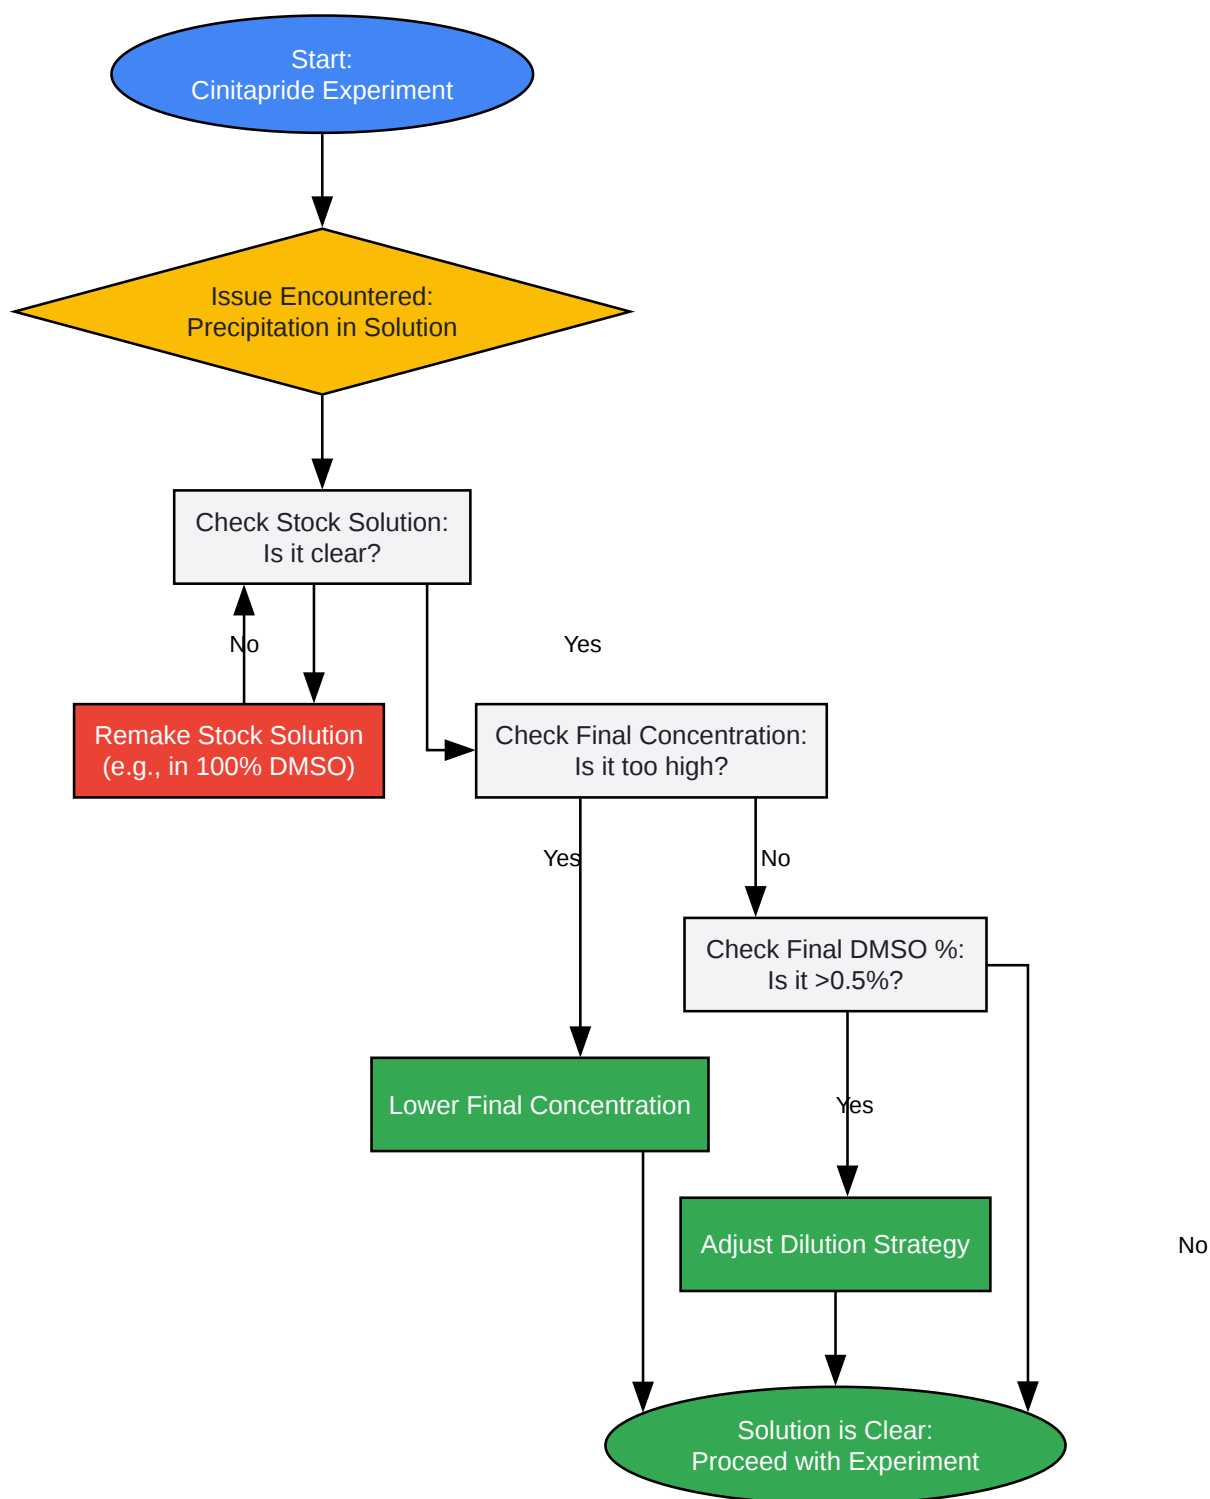 Start:
Cinitapride Experiment
Issue Encountered:
Precipitation in Solution
Check Stock Solution:
Is it clear?
No
Yes
Remake Stock Solution
(e.g., in 100% DMSO)
Check Final Concentration:
Is it too high?
Yes
No
Check Final DMSO %:
Is it >0.5%?
Lower Final Concentration
Yes
Adjust Dilution Strategy
No
Solution is Clear:
Proceed with Experiment